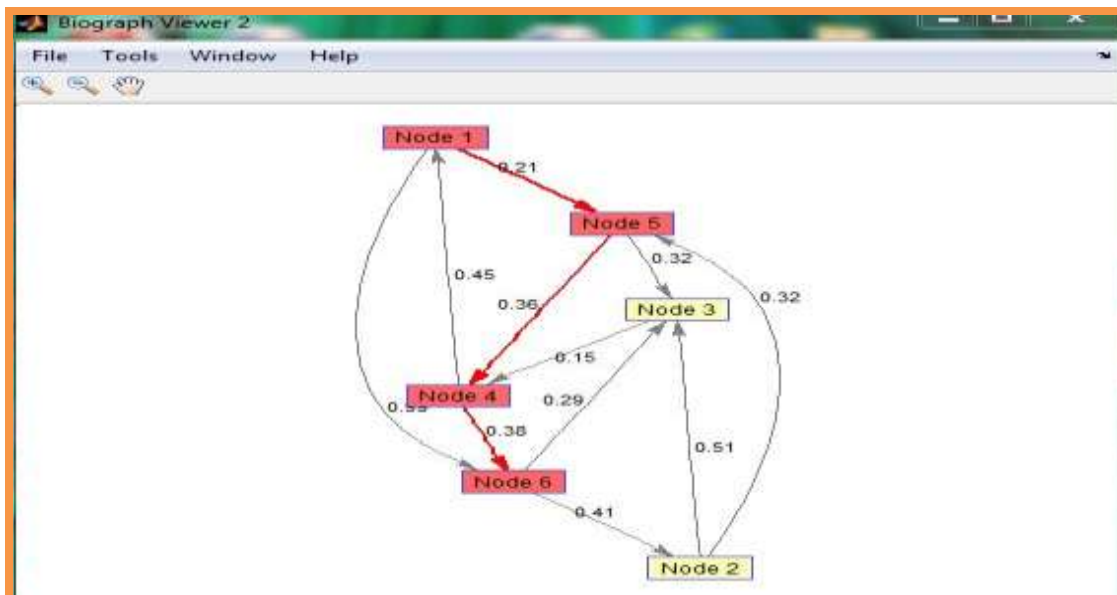 Biograph Viewer 2
File Tools Window Help
Node 1
0.21
Node 5
0.32
0.45
0.36
Node 3
0.32
0.15
Node 4
0.29
0.38
0.51
Node 6
0.41
Node 2